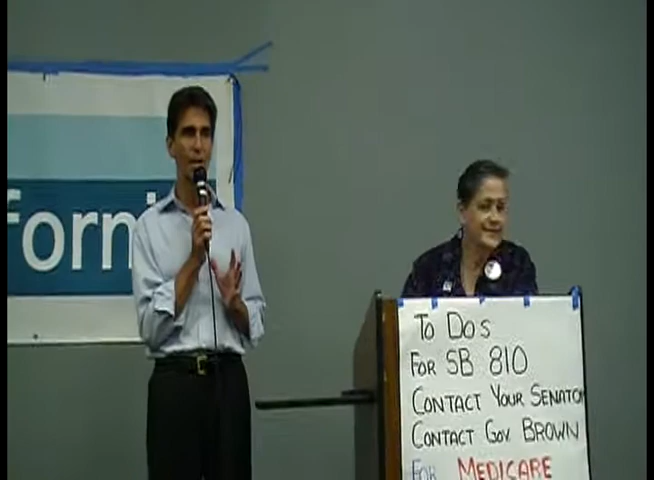 forni
To Dos
For SB 810
Contact Your Senator
Contact Gov Brown
For Medicare